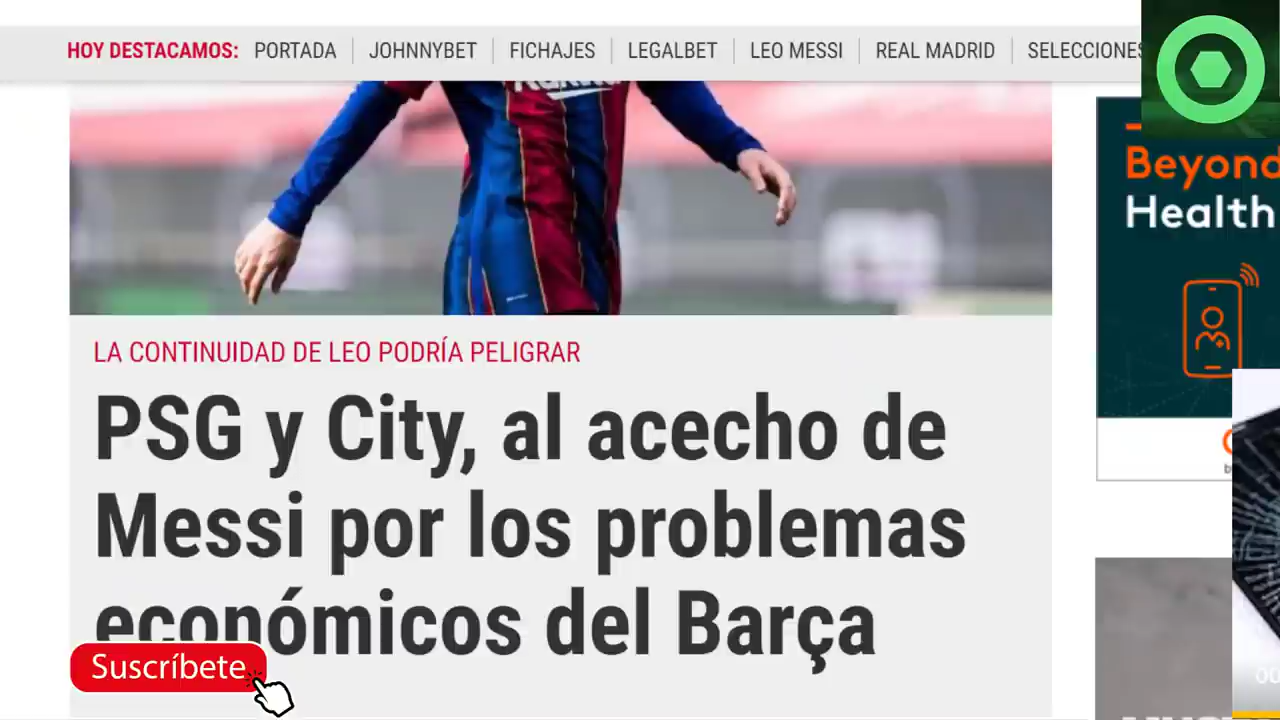 HOY DESTACAMOS: PORTADA JOHNNYBET FICHAJES LEGALBET LEO MESSI REAL MADRID SELECCIONES
Beyond
Health
LA CONTINUIDAD DE LEO PODRÍA PELIGRAR
PSG y City, al acecho de
Messi por los problemas
económicos del Barça
Suscríbete